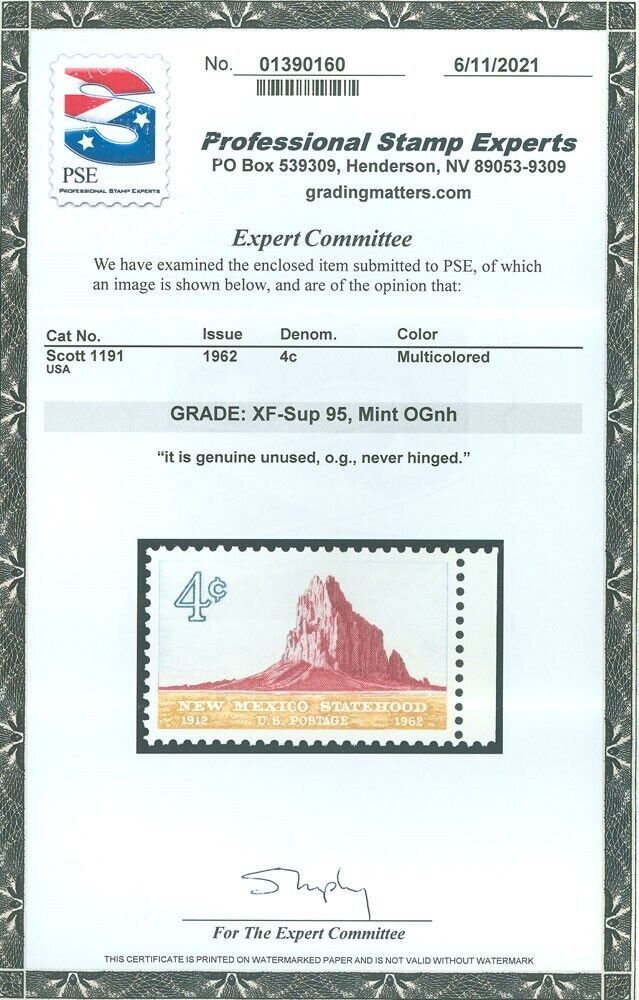 No. 01390160 6/11/2021
PSE
PROFESSIONAL STAMP EXPERTS
Professional Stamp Experts
PO Box 539309, Henderson, NV 89053-9309
gradingmatters.com
Expert Committee
We have examined the enclosed item submitted to PSE, of which
an image is shown below, and are of the opinion that:
Cat No. Issue Denom. Color
Scott 1191 1962 4c Multicolored
USA
GRADE: XF-Sup 95, Mint OGnh
“it is genuine unused, o.g., never hinged.”
4¢
NEW MEXICO STATEHOOD
1912 U.S. POSTAGE 1962
For The Expert Committee
THIS CERTIFICATE IS PRINTED ON WATERMARKED PAPER AND IS NOT VALID WITHOUT WATERMARK